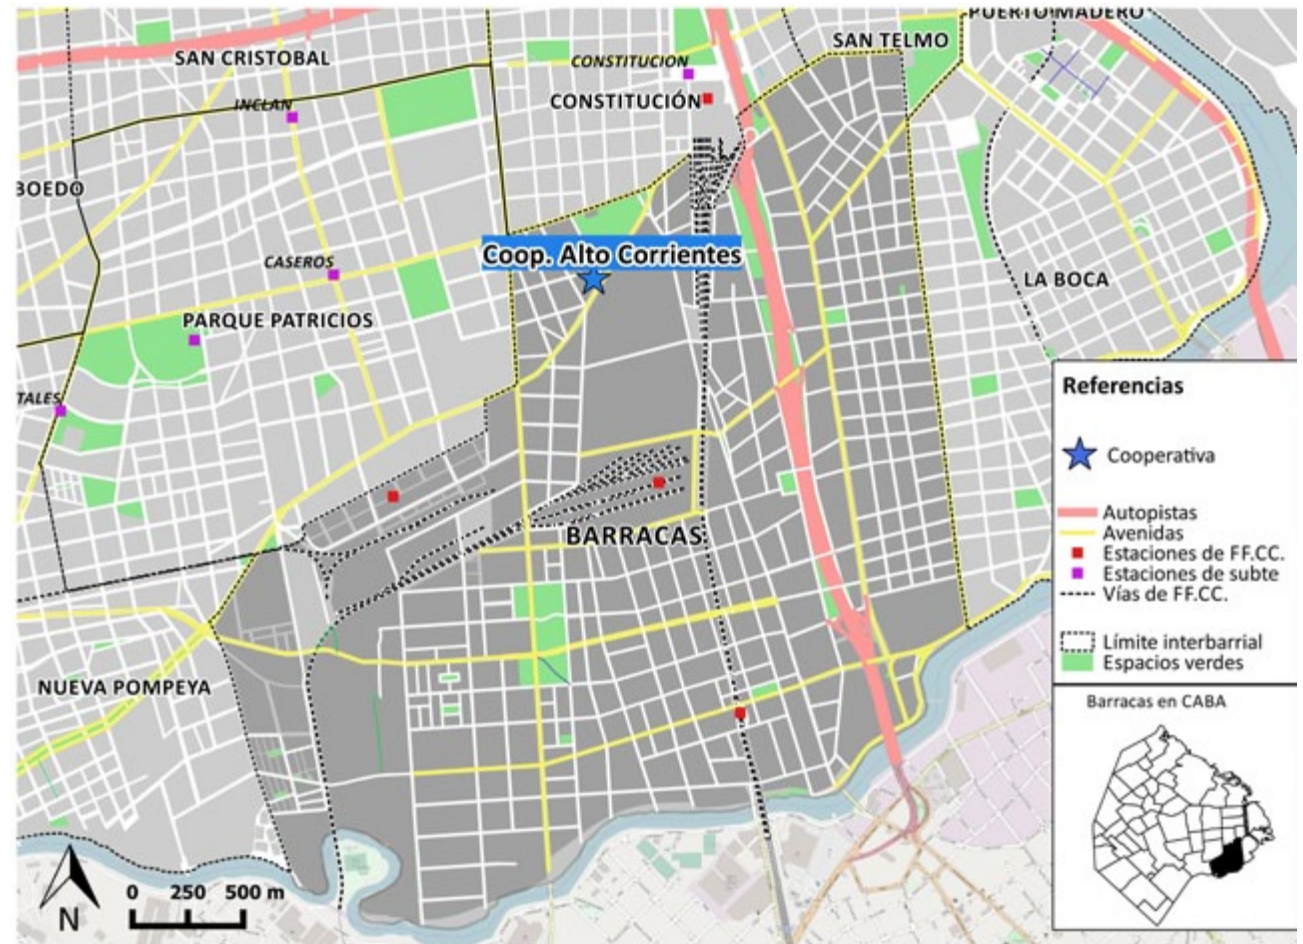 PUERTO MADERO
SAN TELMO
SAN CRISTOBAL
CONSTITUCION
CONSTITUCIÓN
INCLAN
BOEDO
Coop. Alto Corrientes
CASEROS
LA BOCA
PARQUE PATRICIOS
TALES
BARRACAS
NUEVA POMPEYA
N
0 250 500 m
Referencias
Cooperativa
Autopistas
Avenidas
Estaciones de FF.CC.
Estaciones de subte
Vías de FF.CC.
Límite interbarrial
Espacios verdes
Barracas en CABA